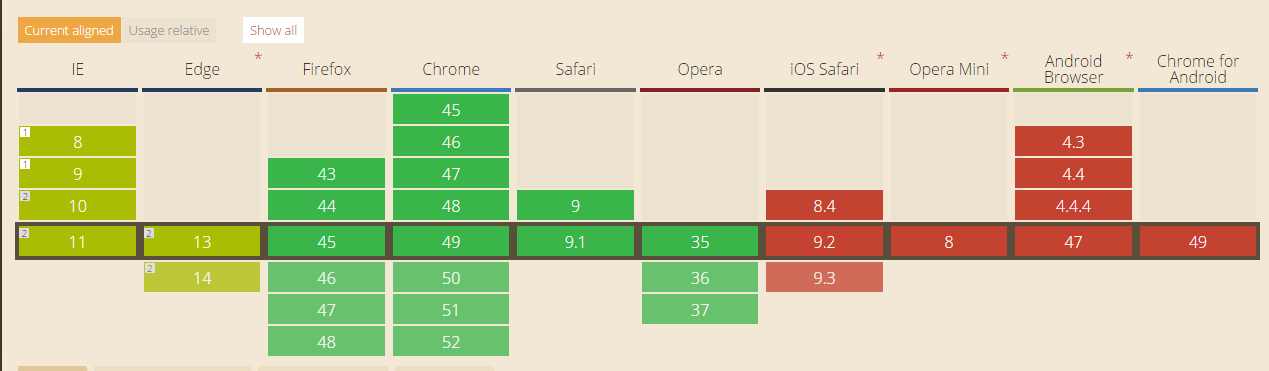 Current aligned Usage relative Show all
IE Edge * Firefox Chrome Safari Opera iOS Safari * Opera Mini * Android Browser * Chrome for Android
45
1 8 46 4.3
1 9 43 47 4.4
2 10 44 48 9 8.4 4.4.4
2 11 2 13 45 49 9.1 35 9.2 8 47 49
2 14 46 50 36 9.3
47 51 37
48 52